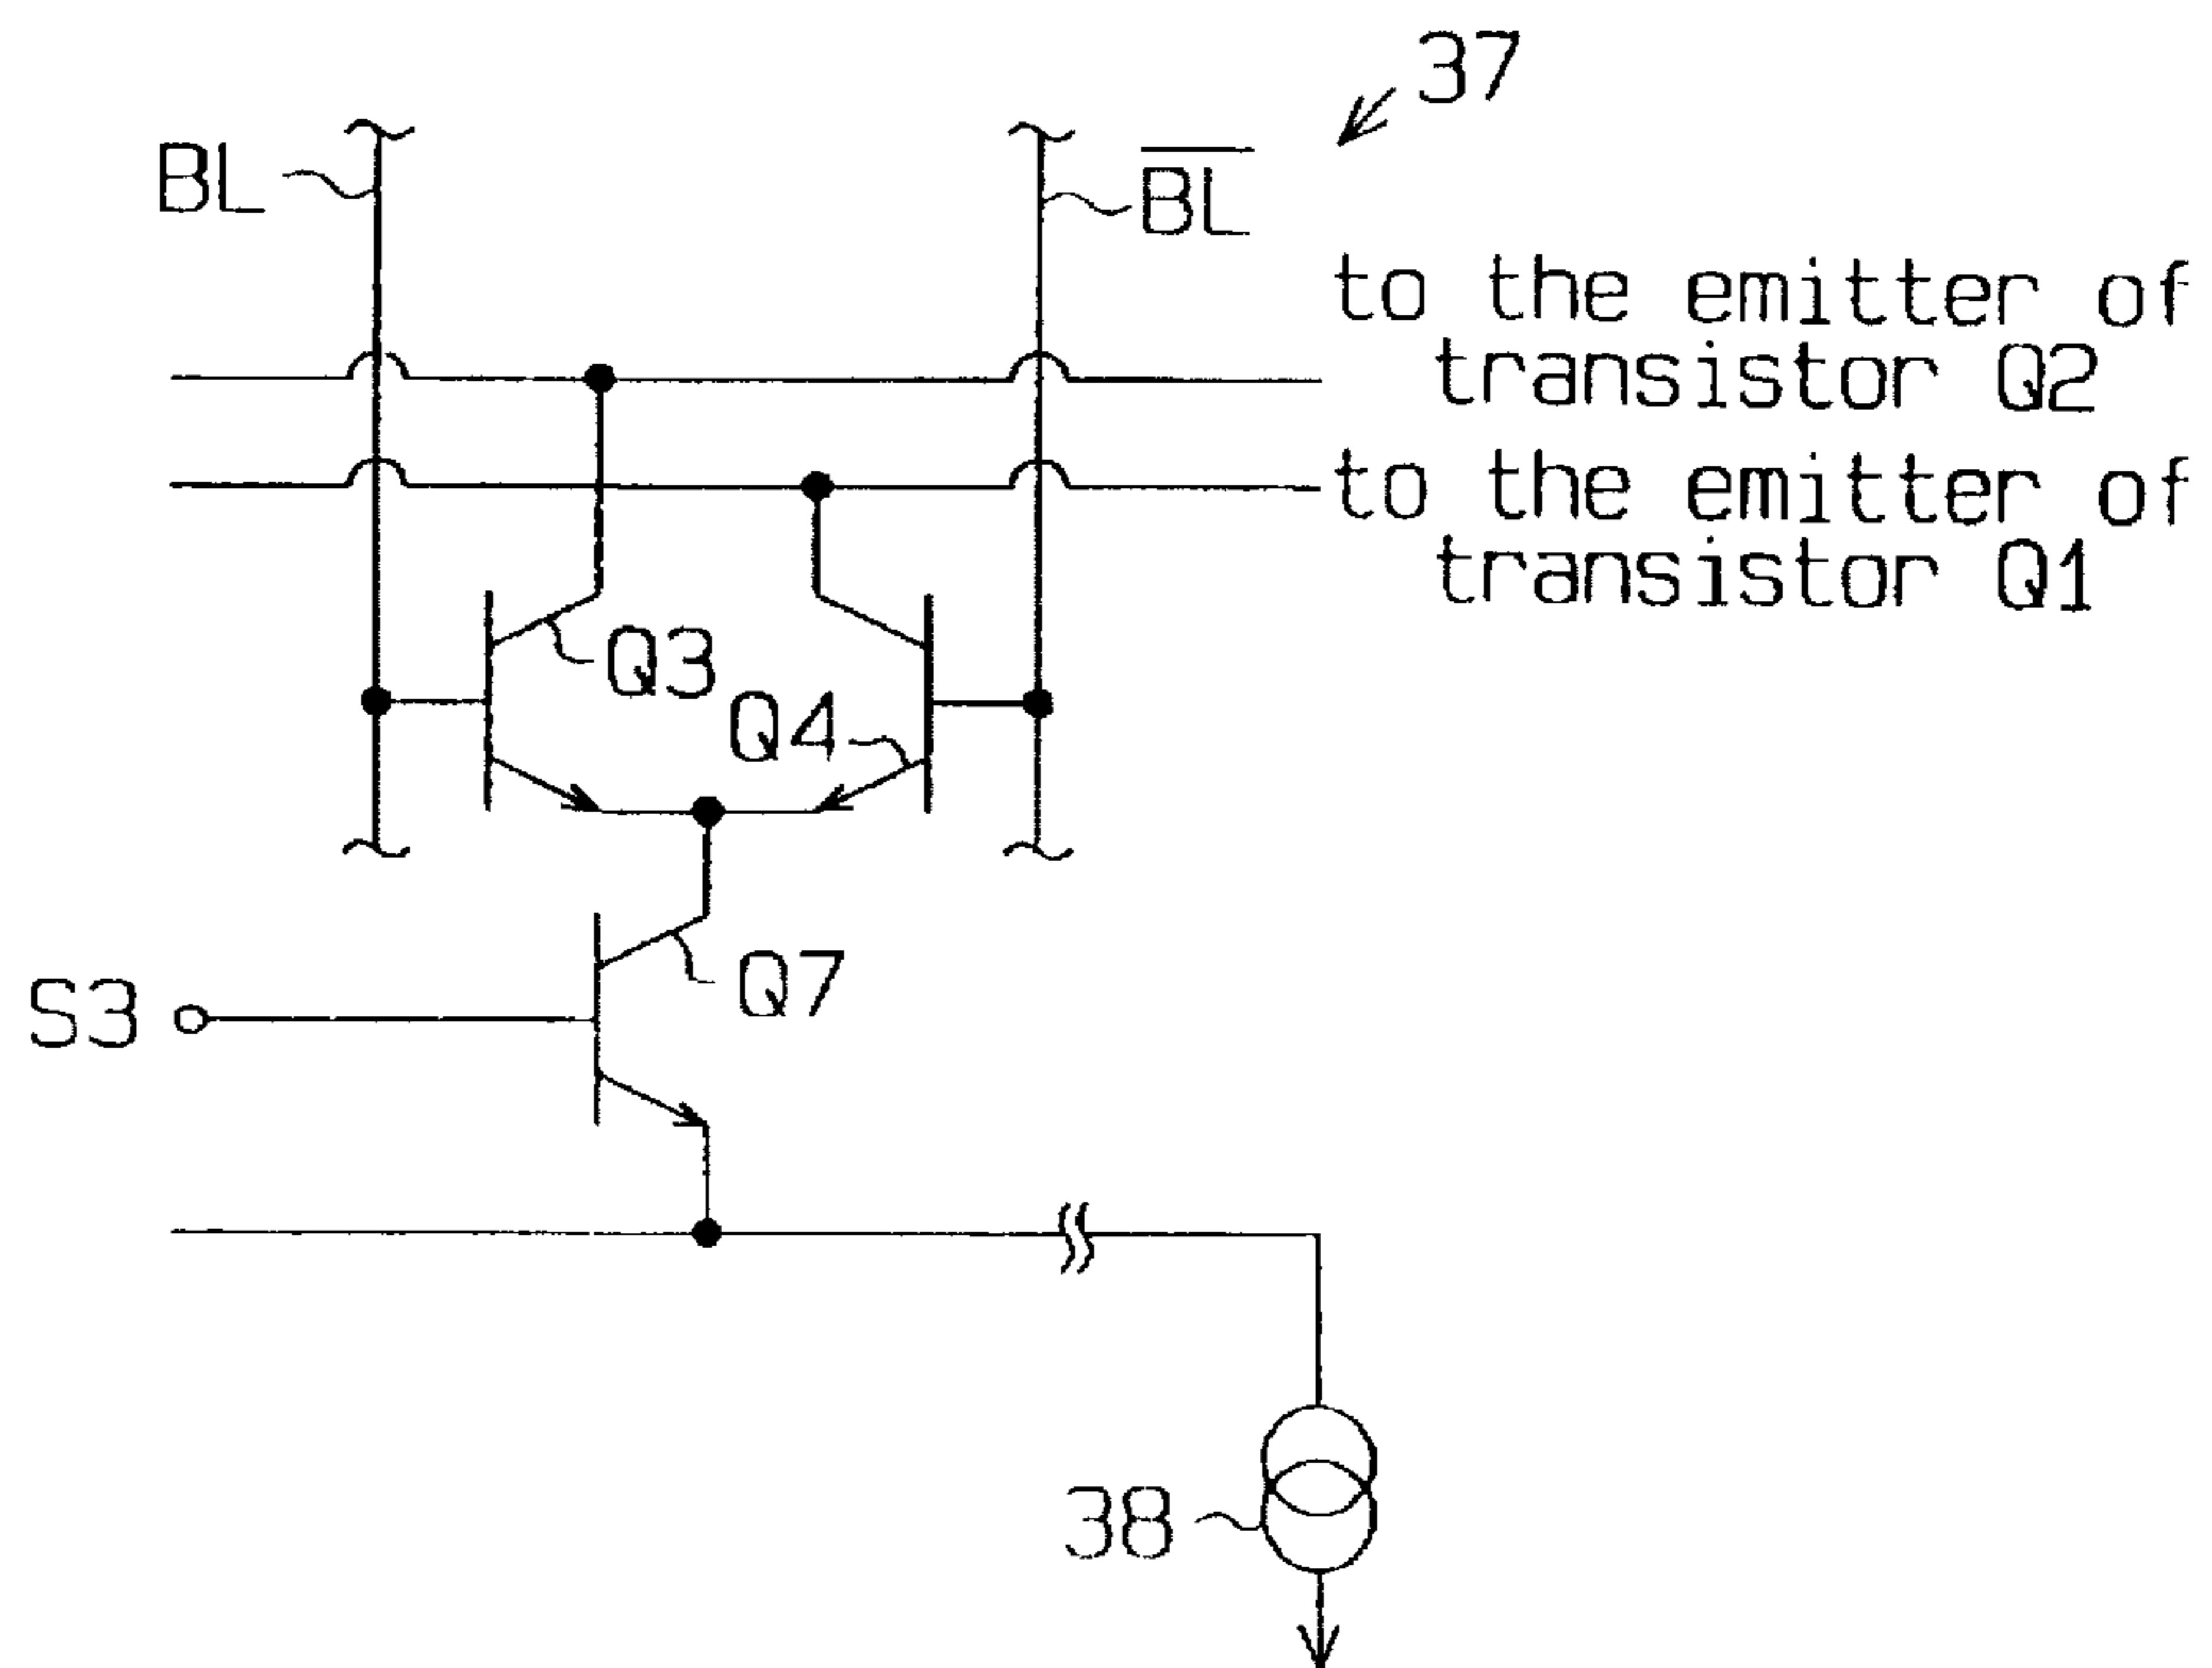 37
BL
B̅L̅
to the emitter of
transistor Q2
to the emitter of
transistor Q1
Q3
Q4
Q7
S3
38